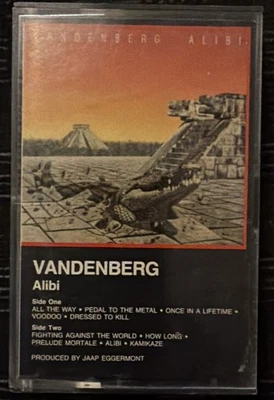 VANDENBERG ALIBI
VANDENBERG
Alibi
Side One
ALL THE WAY • PEDAL TO THE METAL • ONCE IN A LIFETIME •
VOODOO • DRESSED TO KILL
Side Two
FIGHTING AGAINST THE WORLD • HOW LONG •
PRELUDE MORTALE • ALIBI • KAMIKAZE
PRODUCED BY JAAP EGGERMONT